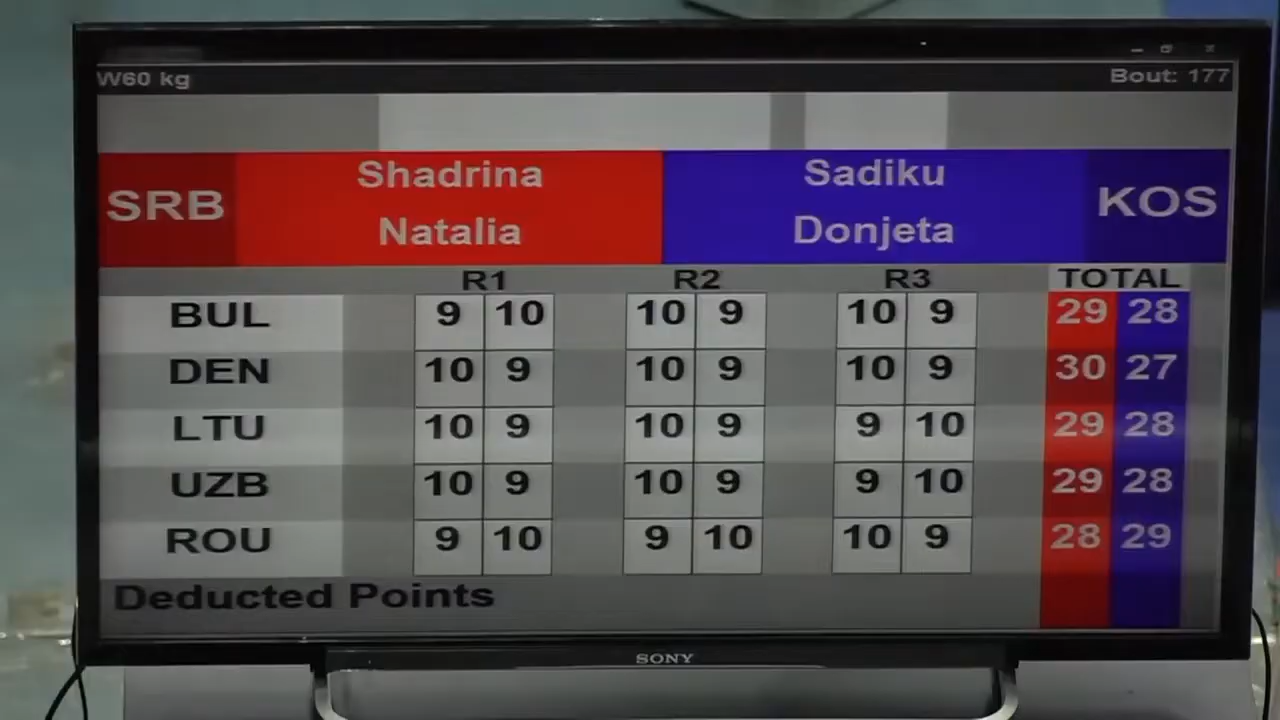 W60 kg Bout: 177
SRB Shadrina Natalia Sadiku Donjeta KOS
R1 R2 R3 TOTAL
BUL 9 10 10 9 10 9 29 28
DEN 10 9 10 9 10 9 30 27
LTU 10 9 10 9 9 10 29 28
UZB 10 9 10 9 9 10 29 28
ROU 9 10 9 10 10 9 28 29
Deducted Points
SONY